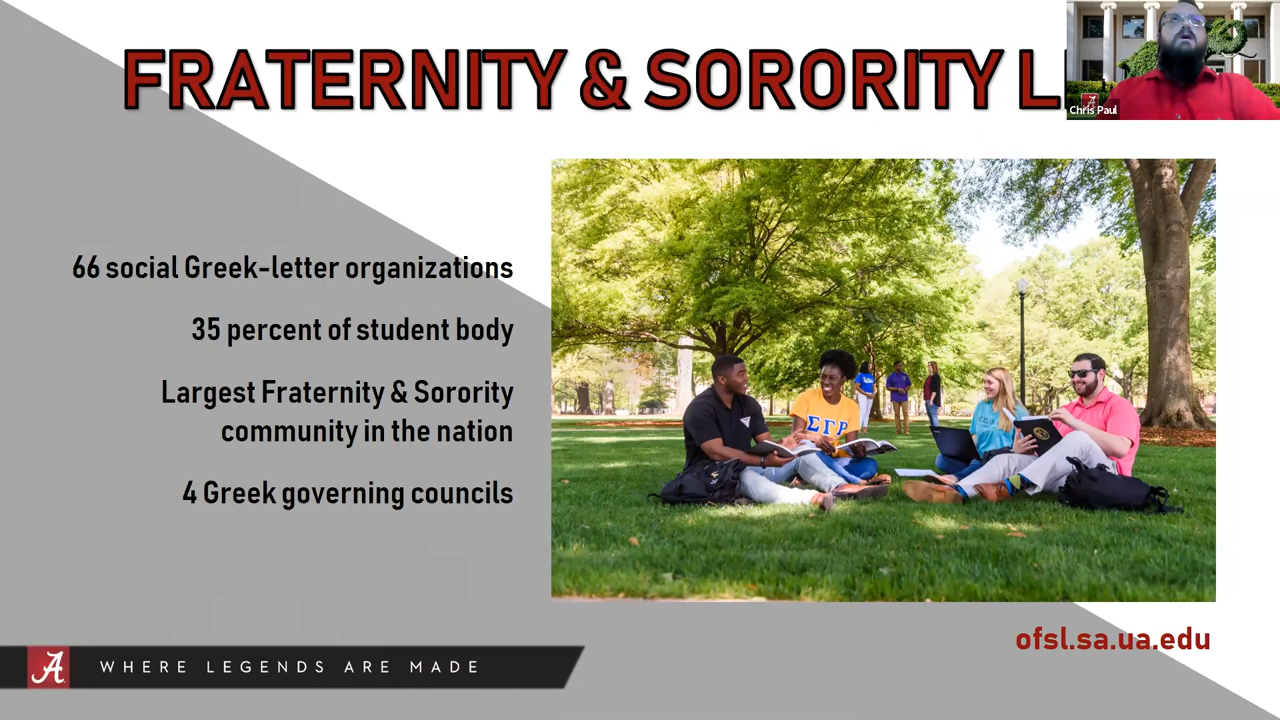 FRATERNITY & SORORITY L
Chris Paul
66 social Greek-letter organizations
35 percent of student body
Largest Fraternity & Sorority
community in the nation
4 Greek governing councils
ΣΓΡ
ofsl.sa.ua.edu
A WHERE LEGENDS ARE MADE